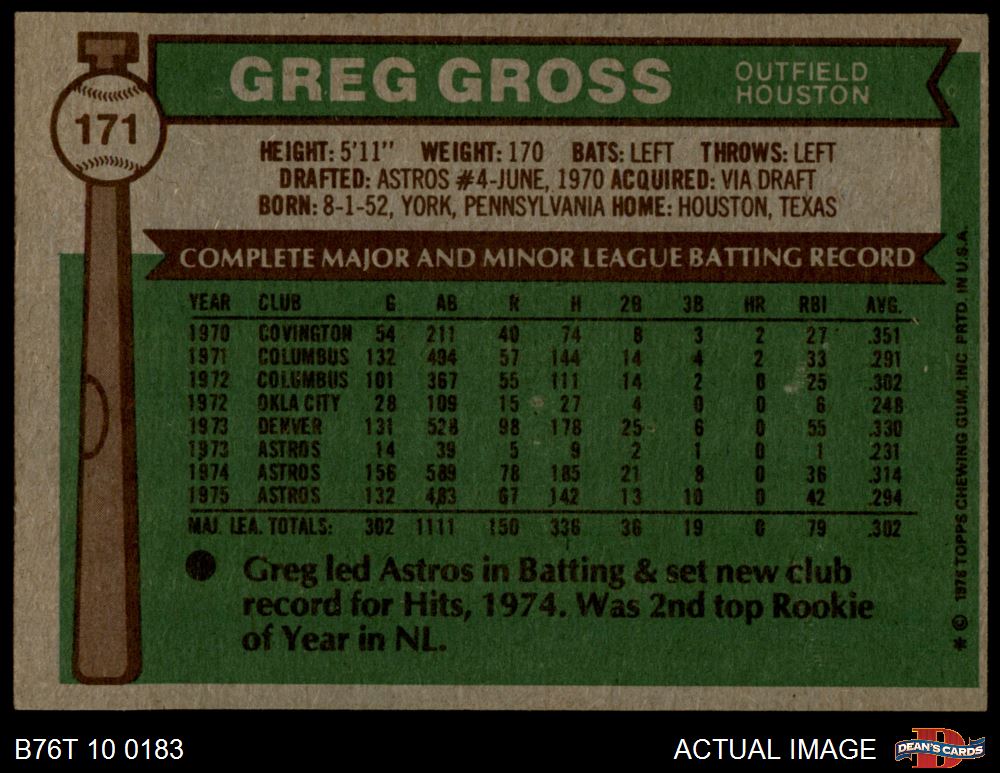 171
GREG GROSS
OUTFIELD
HOUSTON
HEIGHT: 5'11" WEIGHT: 170 BATS: LEFT THROWS: LEFT
DRAFTED: ASTROS #4-JUNE, 1970 ACQUIRED: VIA DRAFT
BORN: 8-1-52, YORK, PENNSYLVANIA HOME: HOUSTON, TEXAS
COMPLETE MAJOR AND MINOR LEAGUE BATTING RECORD
YEAR CLUB G AB R H 2B 3B HR RBI AVG.
1970 COVINGTON 54 211 40 74 8 3 2 27 .351
1971 COLUMBUS 132 494 57 144 14 4 2 33 .291
1972 COLUMBUS 101 367 55 111 14 2 0 25 .302
1972 OKLA CITY 28 109 15 27 4 0 0 6 .248
1973 DENVER 131 528 98 178 25 6 0 55 .330
1973 ASTROS 14 39 5 9 2 1 0 1 .231
1974 ASTROS 156 589 78 185 21 8 0 36 .314
1975 ASTROS 132 483 67 142 13 10 0 42 .294
MAJ. LEA. TOTALS: 302 1111 150 336 36 19 0 79 .302
Greg led Astros in Batting & set new club
record for Hits, 1974. Was 2nd top Rookie
of Year in NL.
* © 1976 TOPPS CHEWING GUM, INC. PRTD. IN U.S.A.
B76T 10 0183
ACTUAL IMAGE
D
DEAN'S CARDS